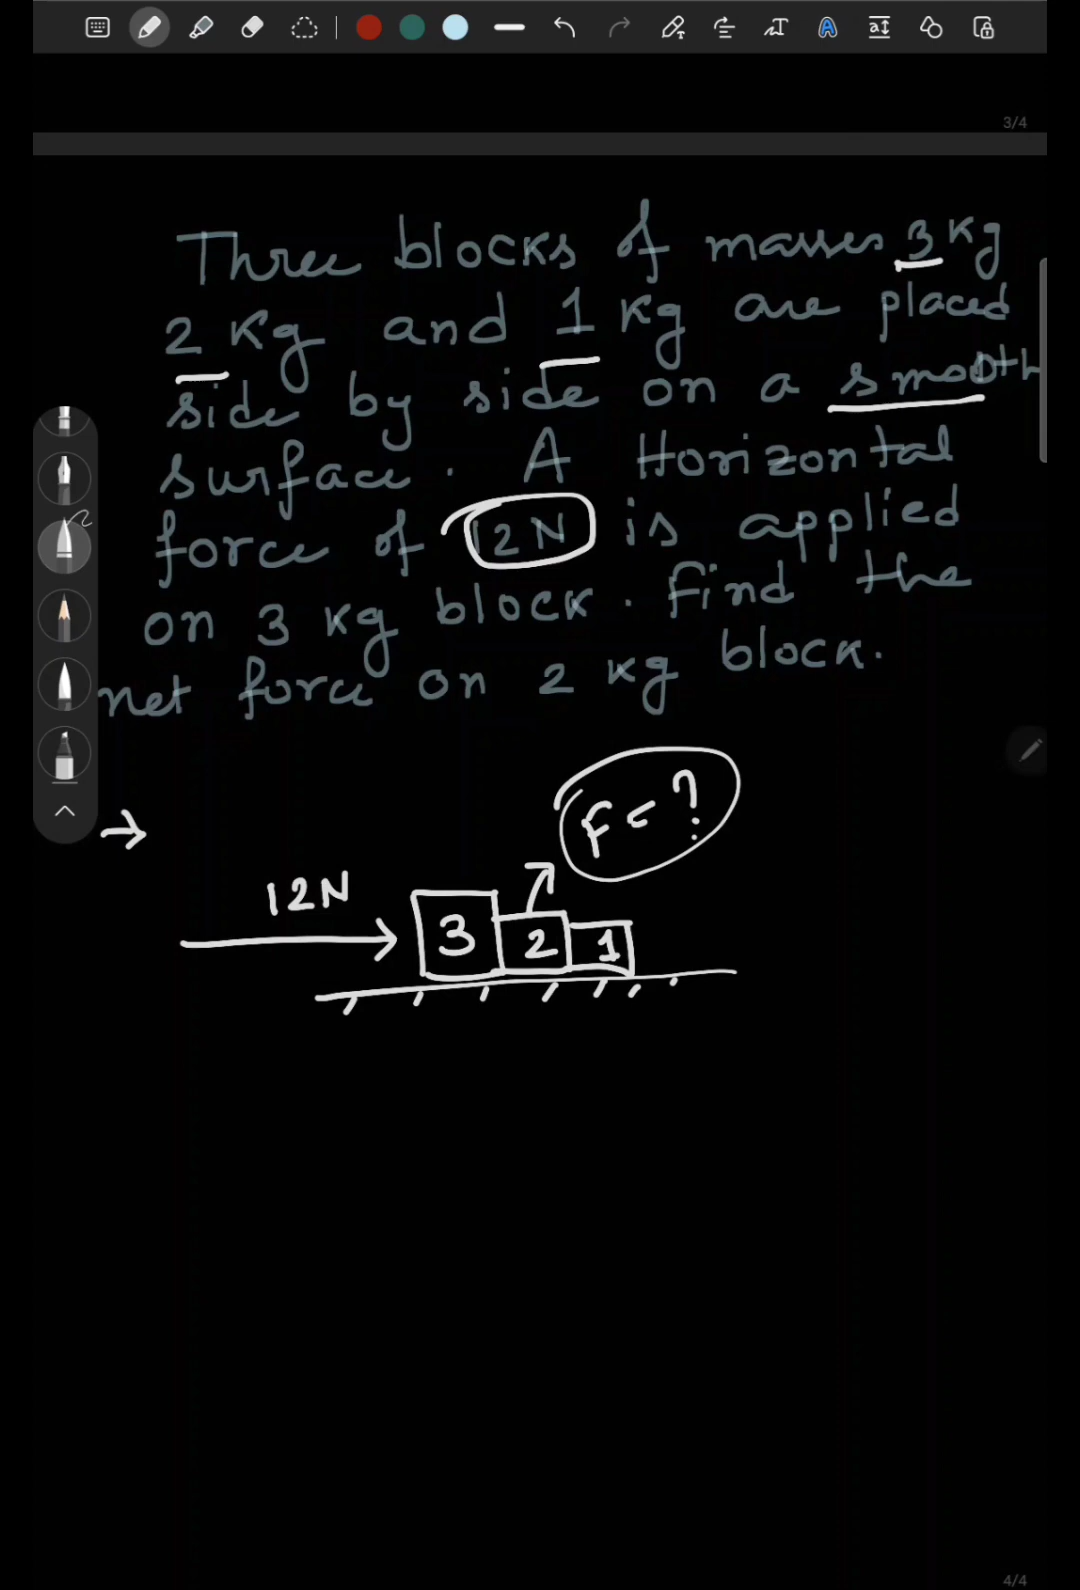 3/4
Three blocks of masses 3 Kg
2 Kg and 1 Kg are placed
side by side on a smooth
surface. A Horizontal
force of 12N is applied
on 3 Kg block. Find the
net force on 2 Kg block.
F = ?
12N
3 2 1
4/4